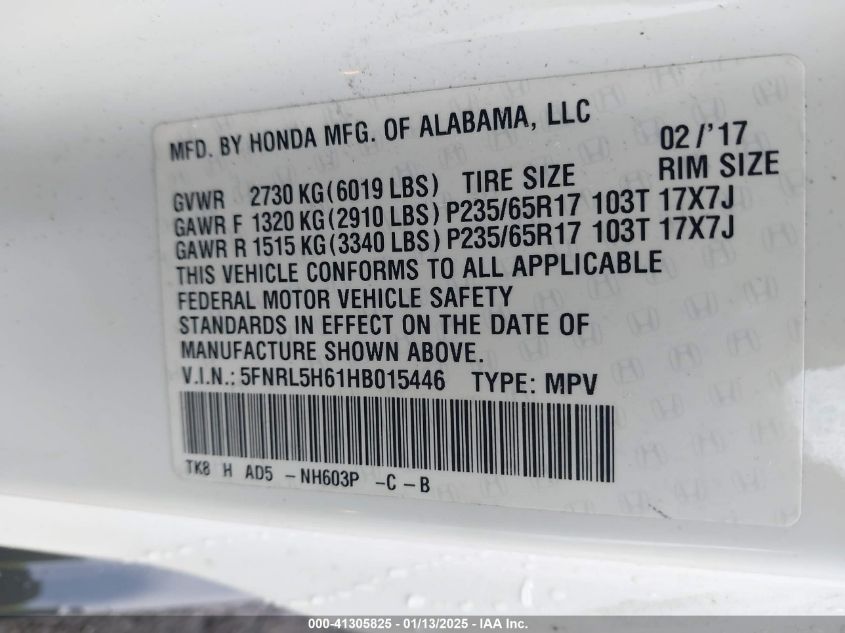 MFD. BY HONDA MFG. OF ALABAMA, LLC 02/'17
GVWR 2730 KG(6019 LBS) TIRE SIZE RIM SIZE
GAWR F 1320 KG(2910 LBS) P235/65R17 103T 17X7J
GAWR R 1515 KG(3340 LBS) P235/65R17 103T 17X7J
THIS VEHICLE CONFORMS TO ALL APPLICABLE
FEDERAL MOTOR VEHICLE SAFETY
STANDARDS IN EFFECT ON THE DATE OF
MANUFACTURE SHOWN ABOVE.
V.I.N.: 5FNRL5H61HB015446 TYPE: MPV
TK8 H AD5 -NH603P -C -B
000-41305825 - 01/13/2025 - IAA Inc.